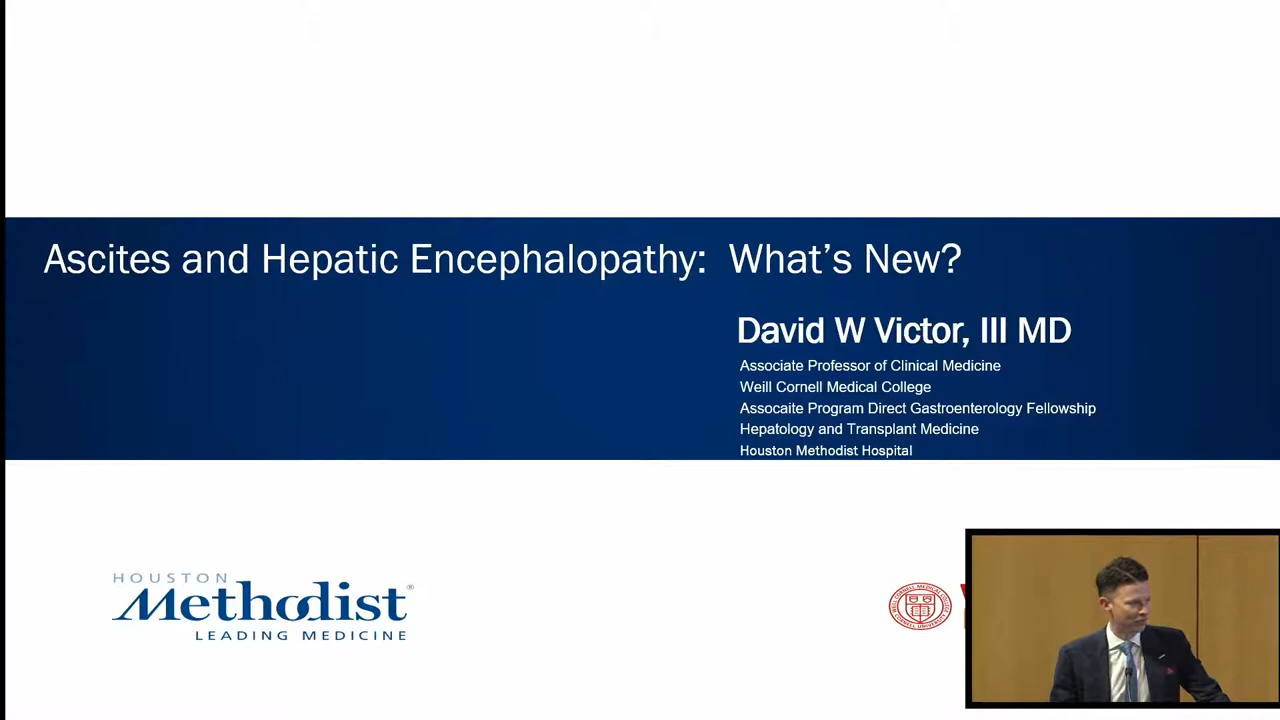 Ascites and Hepatic Encephalopathy: What's New?
David W Victor, III MD
Associate Professor of Clinical Medicine
Weill Cornell Medical College
Assocaite Program Direct Gastroenterology Fellowship
Hepatology and Transplant Medicine
Houston Methodist Hospital
HOUSTON
Methodist®
LEADING MEDICINE